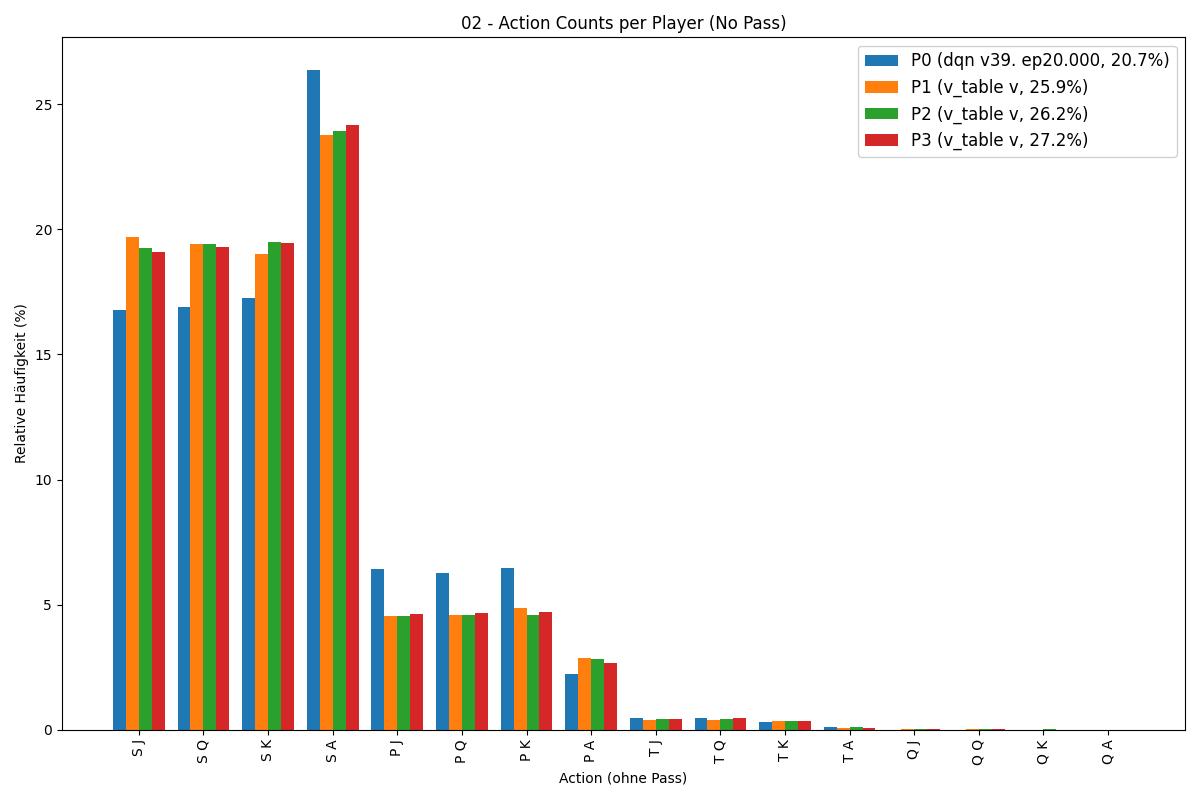 02 - Action Counts per Player (No Pass)
P0 (dqn v39. ep20.000, 20.7%)
P1 (v_table v, 25.9%)
P2 (v_table v, 26.2%)
P3 (v_table v, 27.2%)
Relative Häufigkeit (%)
25
20
15
10
5
0
S J
S Q
S K
S A
P J
P Q
P K
P A
T J
T Q
T K
T A
Q J
Q Q
Q K
Q A
Action (ohne Pass)